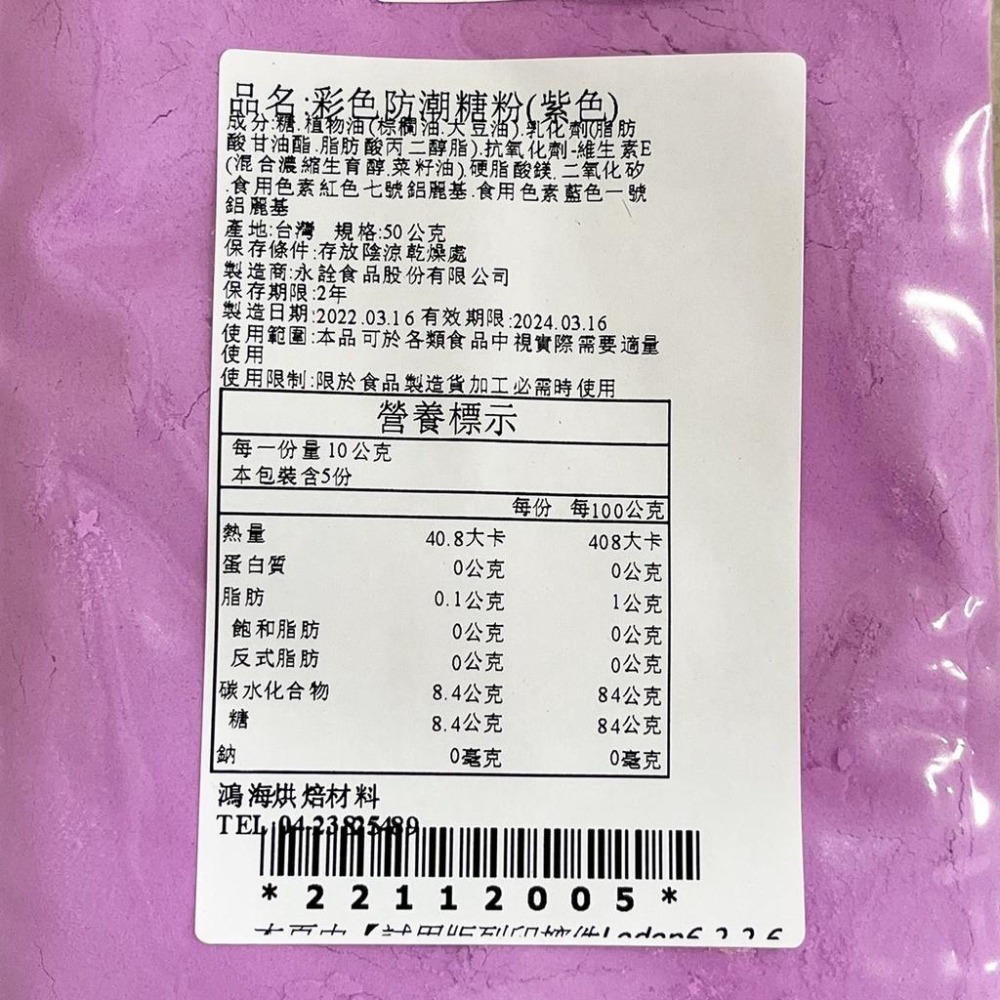 品名:彩色防潮糖粉(紫色)
成分:糖.植物油(棕櫚油.大豆油).乳化劑(脂肪
酸甘油酯.脂肪酸丙二醇脂).抗氧化劑-維生素E
(混合濃縮生育醇.菜籽油).硬脂酸鎂.二氧化矽
.食用色素紅色七號鋁麗基.食用色素藍色一號
鋁麗基
產地:台灣 規格:50公克
保存條件:存放陰涼乾燥處
製造商:永詮食品股份有限公司
保存期限:2年
製造日期:2022.03.16 有效期限:2024.03.16
使用範圍:本品可於各類食品中視實際需要適量
使用
使用限制:限於食品製造貨加工必需時使用
營養標示
每一份量10公克
本包裝含5份
每份 每100公克
熱量 40.8大卡 408大卡
蛋白質 0公克 0公克
脂肪 0.1公克 1公克
飽和脂肪 0公克 0公克
反式脂肪 0公克 0公克
碳水化合物 8.4公克 84公克
糖 8.4公克 84公克
鈉 0毫克 0毫克
鴻海烘焙材料
TEL 04-23825489
*22112005*